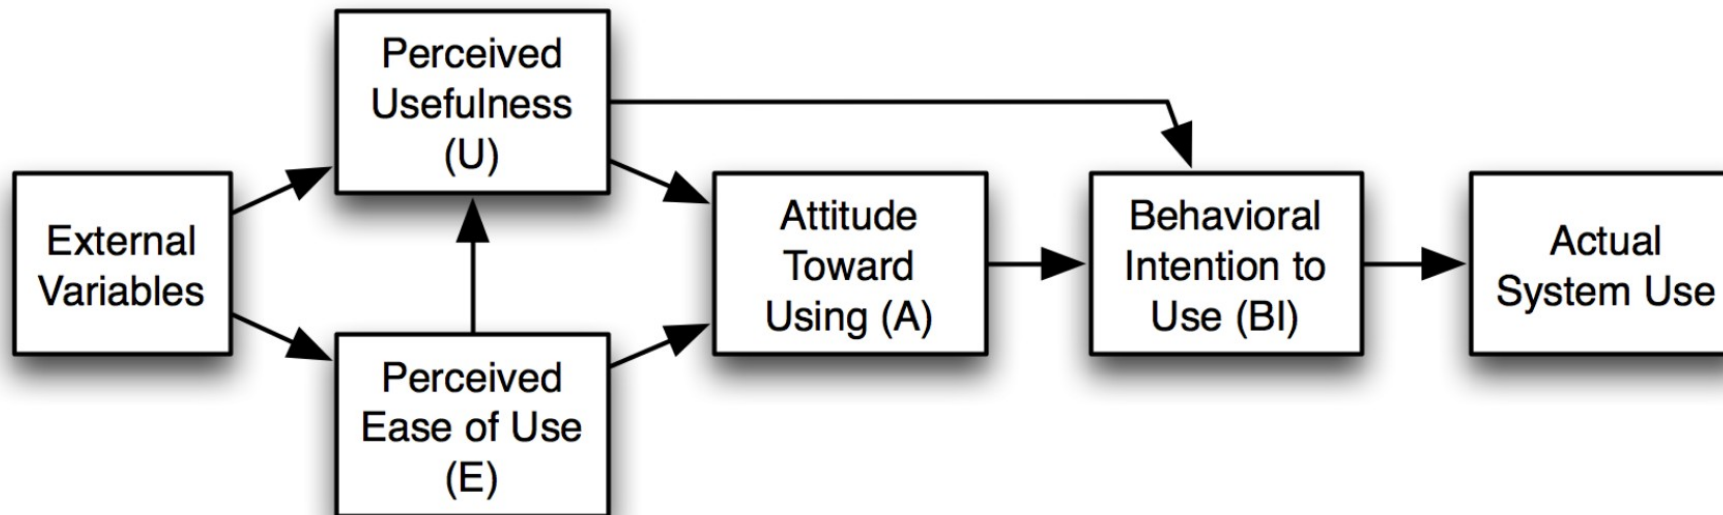 Perceived
Usefulness
(U)
External
Variables
Perceived
Ease of Use
(E)
Attitude
Toward
Using (A)
Behavioral
Intention to
Use (BI)
Actual
System Use